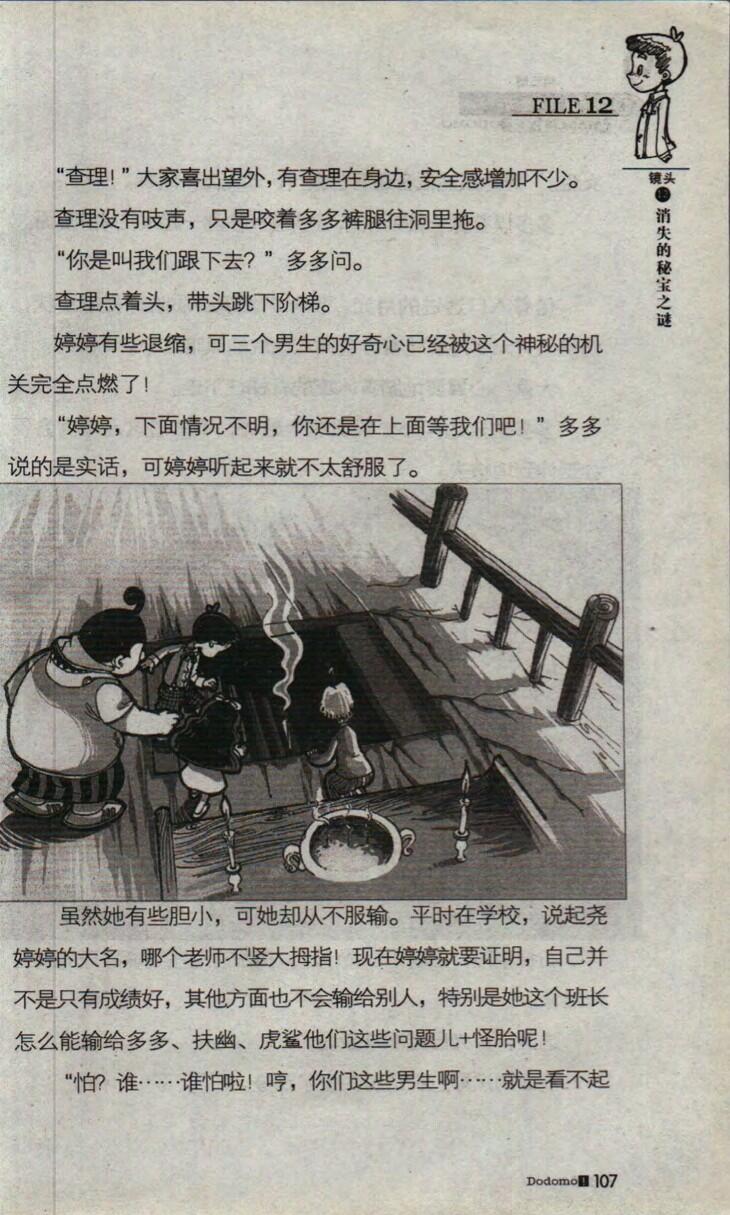 FILE 12
镜头
12
消失的秘宝之谜
“查理！”大家喜出望外，有查理在身边，安全感增加不少。
查理没有吱声，只是咬着多多裤腿往洞里拖。
“你是叫我们跟下去？”多多问。
查理点着头，带头跳下阶梯。
婷婷有些退缩，可三个男生的好奇心已经被这个神秘的机
关完全点燃了！
“婷婷，下面情况不明，你还是在上面等我们吧！”多多
说的是实话，可婷婷听起来就不太舒服了。
虽然她有些胆小，可她却从不服输。平时在学校，说起尧
婷婷的大名，哪个老师不竖大拇指！现在婷婷就要证明，自己并
不是只有成绩好，其他方面也不会输给别人，特别是她这个班长
怎么能输给多多、扶幽、虎鲨他们这些问题儿+怪胎呢！
“怕？谁……谁怕啦！哼，你们这些男生啊……就是看不起
Dodomo 1 107